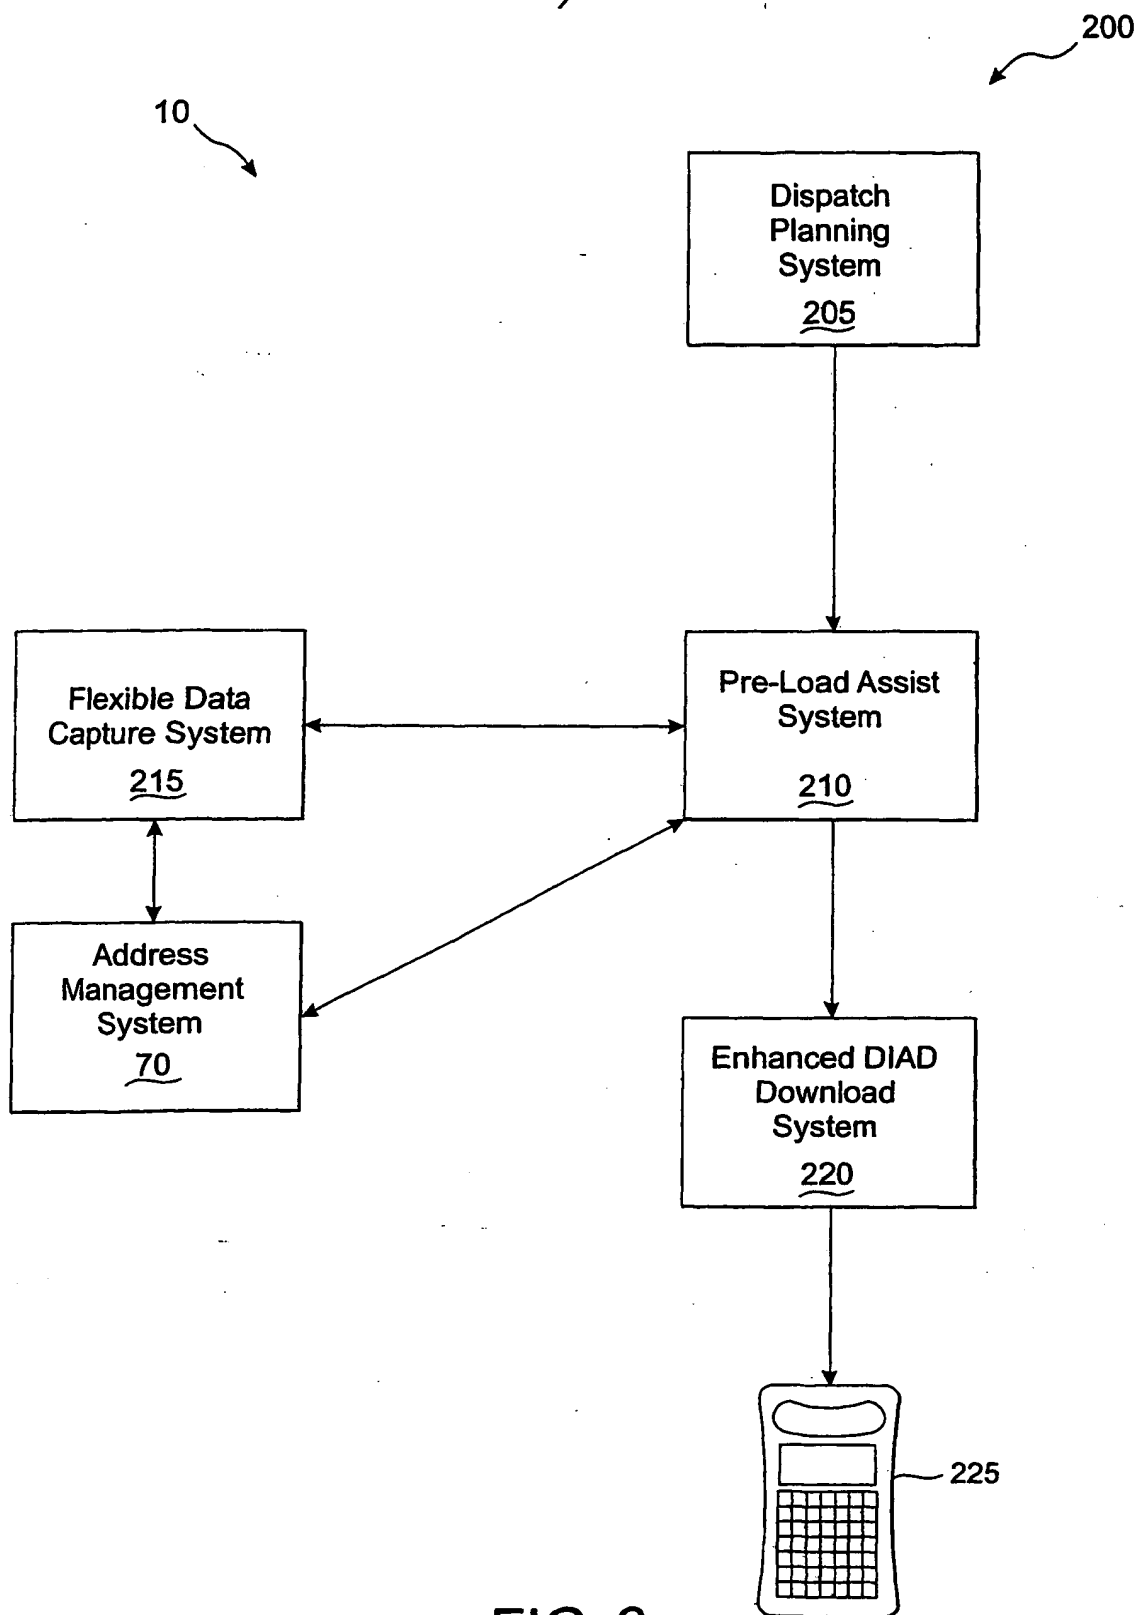 200
10
Dispatch
Planning
System
205
Flexible Data
Capture System
215
Pre-Load Assist
System
210
Address
Management
System
70
Enhanced DIAD
Download
System
220
225
FIG.